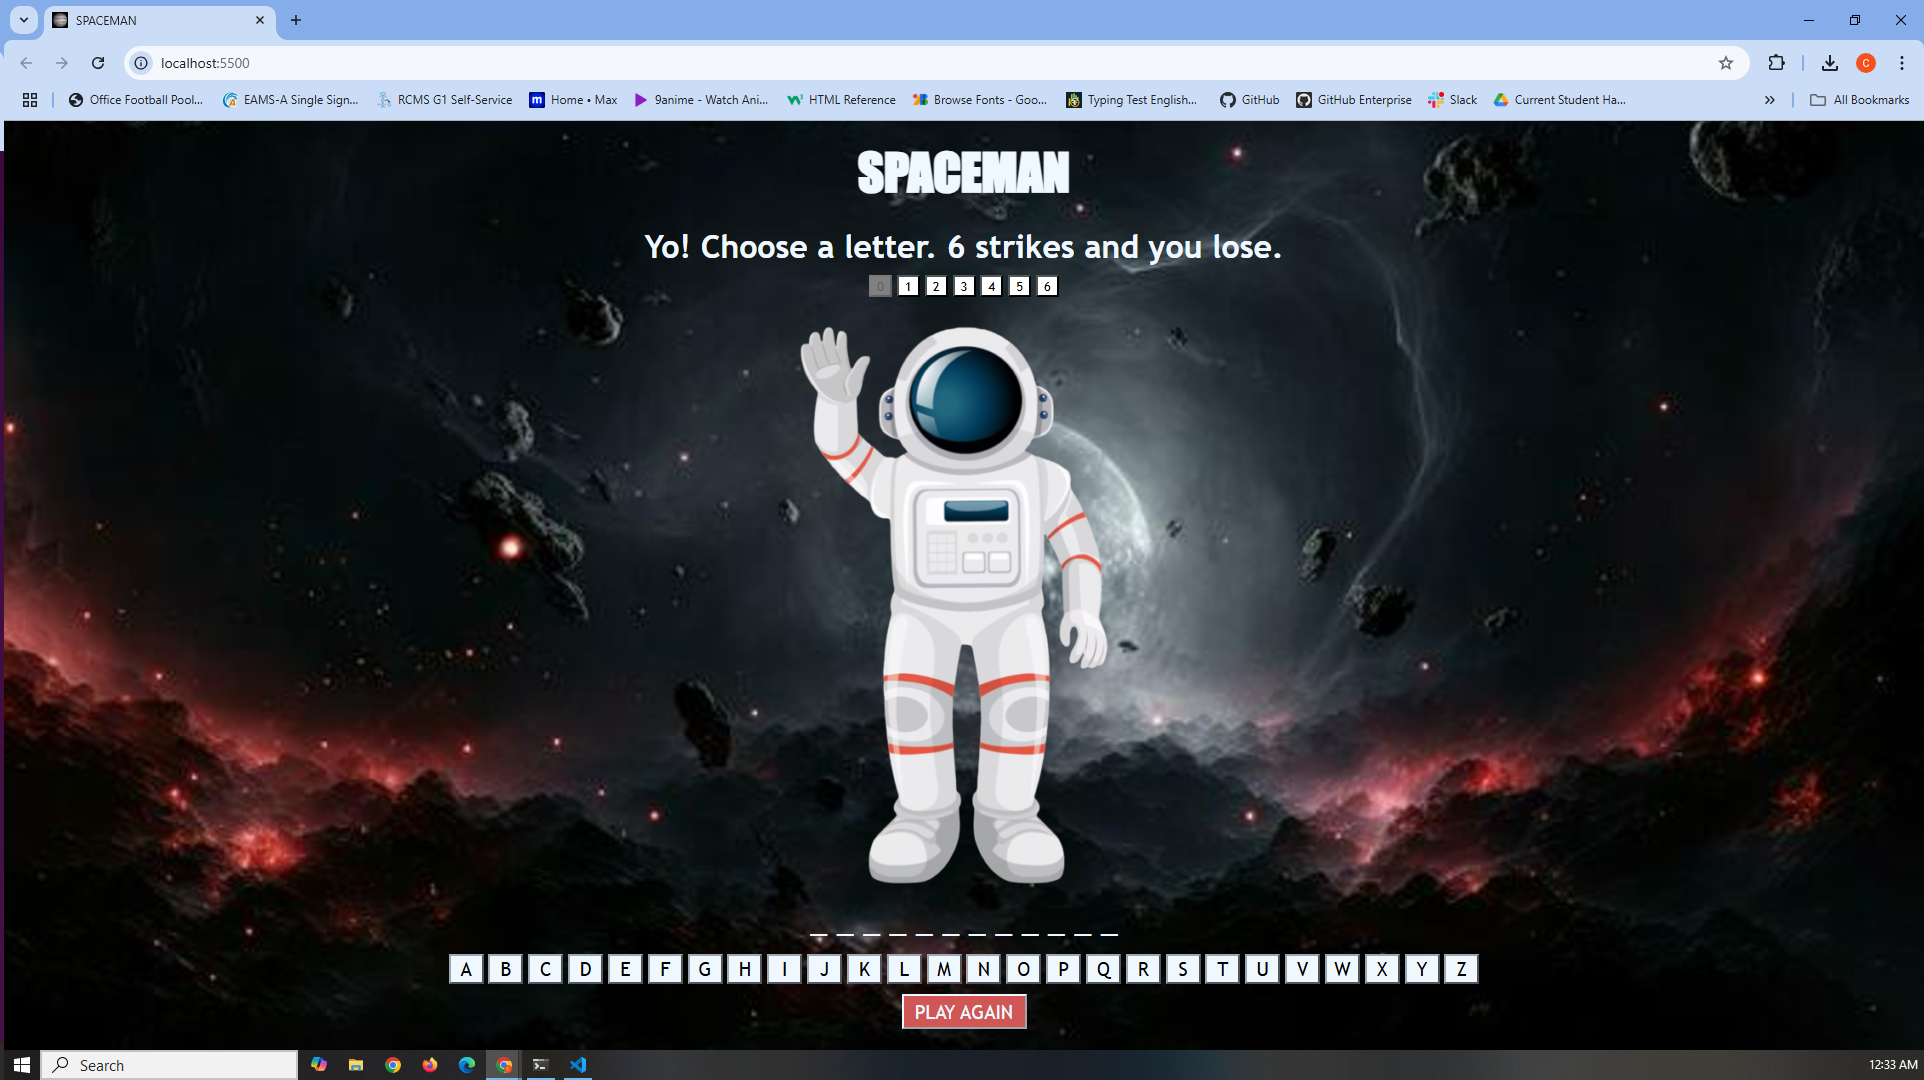 SPACEMAN
localhost:5500
Office Football Pool... EAMS-A Single Sign... RCMS G1 Self-Service Home • Max 9anime - Watch Ani... HTML Reference Browse Fonts - Goo... Typing Test English... GitHub GitHub Enterprise Slack Current Student Ha... All Bookmarks
SPACEMAN
Yo! Choose a letter. 6 strikes and you lose.
0 1 2 3 4 5 6
_ _ _ _ _ _ _ _ _ _ _ _
A B C D E F G H I J K L M N O P Q R S T U V W X Y Z
PLAY AGAIN
Search
12:33 AM